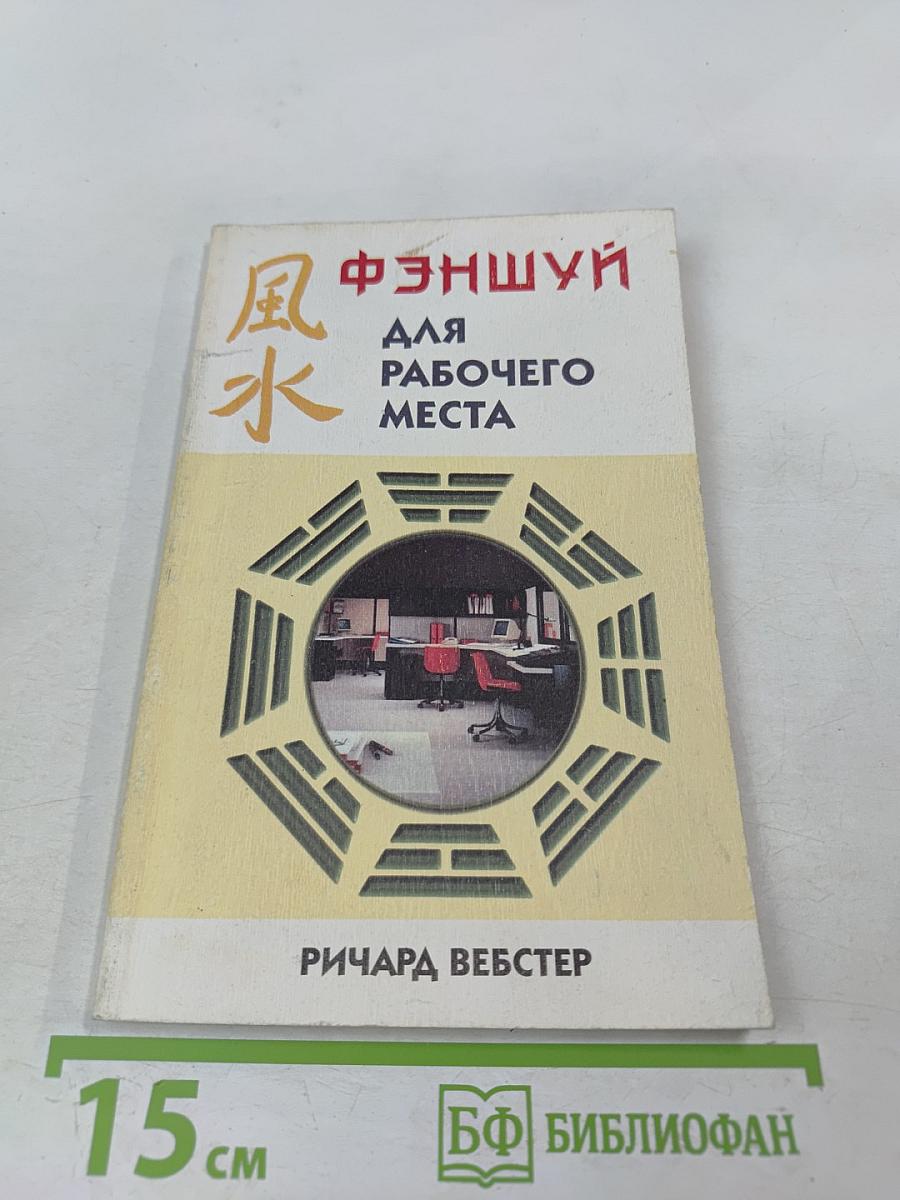 風
水
ФЭНШУЙ
ДЛЯ
РАБОЧЕГО
МЕСТА
РИЧАРД ВЕБСТЕР
15 см
БФ БИБЛИОФАН